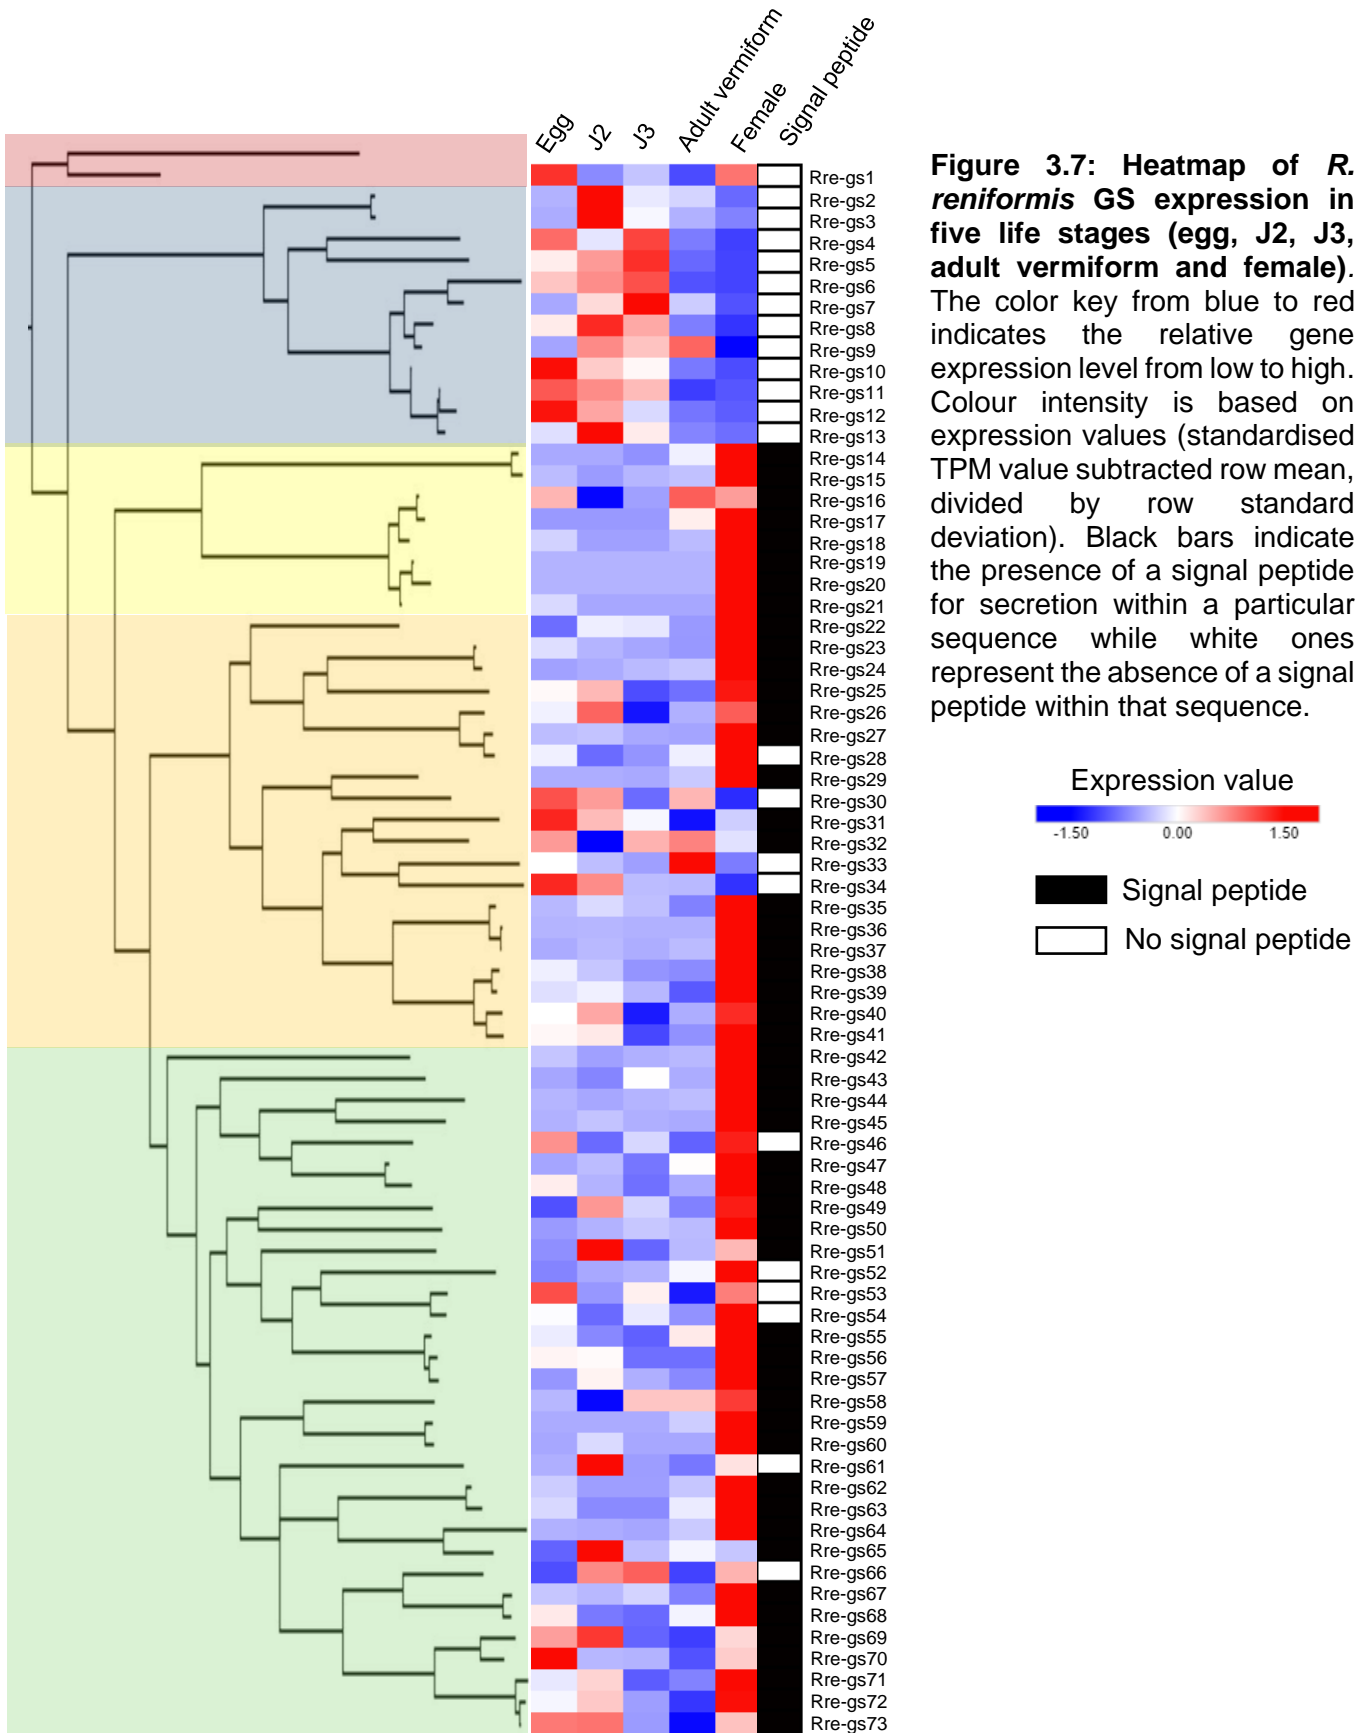 Egg
J2
J3
Adult vermiform
Female
Signal peptide
Rre-gs1
Rre-gs2
Rre-gs3
Rre-gs4
Rre-gs5
Rre-gs6
Rre-gs7
Rre-gs8
Rre-gs9
Rre-gs10
Rre-gs11
Rre-gs12
Rre-gs13
Rre-gs14
Rre-gs15
Rre-gs16
Rre-gs17
Rre-gs18
Rre-gs19
Rre-gs20
Rre-gs21
Rre-gs22
Rre-gs23
Rre-gs24
Rre-gs25
Rre-gs26
Rre-gs27
Rre-gs28
Rre-gs29
Rre-gs30
Rre-gs31
Rre-gs32
Rre-gs33
Rre-gs34
Rre-gs35
Rre-gs36
Rre-gs37
Rre-gs38
Rre-gs39
Rre-gs40
Rre-gs41
Rre-gs42
Rre-gs43
Rre-gs44
Rre-gs45
Rre-gs46
Rre-gs47
Rre-gs48
Rre-gs49
Rre-gs50
Rre-gs51
Rre-gs52
Rre-gs53
Rre-gs54
Rre-gs55
Rre-gs56
Rre-gs57
Rre-gs58
Rre-gs59
Rre-gs60
Rre-gs61
Rre-gs62
Rre-gs63
Rre-gs64
Rre-gs65
Rre-gs66
Rre-gs67
Rre-gs68
Rre-gs69
Rre-gs70
Rre-gs71
Rre-gs72
Rre-gs73
Figure 3.7: Heatmap of R.
reniformis GS expression in
five life stages (egg, J2, J3,
adult vermiform and female).
The color key from blue to red
indicates the relative gene
expression level from low to high.
Colour intensity is based on
expression values (standardised
TPM value subtracted row mean,
divided by row standard
deviation). Black bars indicate
the presence of a signal peptide
for secretion within a particular
sequence while white ones
represent the absence of a signal
peptide within that sequence.
Expression value
-1.50 0.00 1.50
Signal peptide
No signal peptide